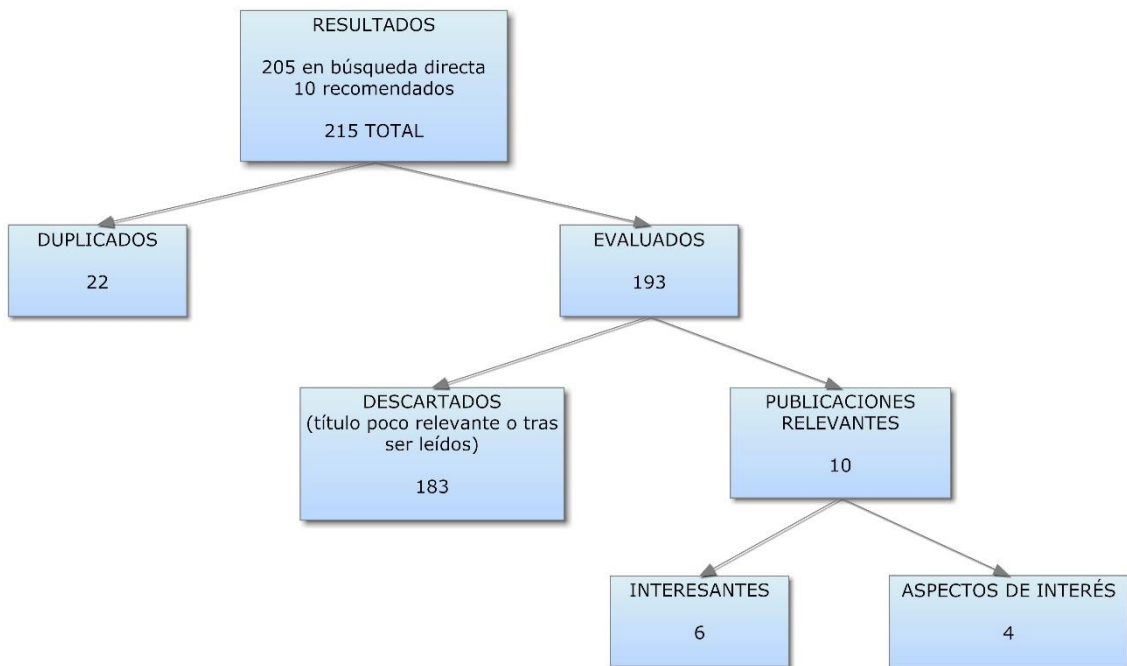 RESULTADOS
205 en búsqueda directa
10 recomendados
215 TOTAL
DUPLICADOS
22
EVALUADOS
193
DESCARTADOS
(título poco relevante o tras
ser leídos)
183
PUBLICACIONES
RELEVANTES
10
INTERESANTES
6
ASPECTOS DE INTERÉS
4